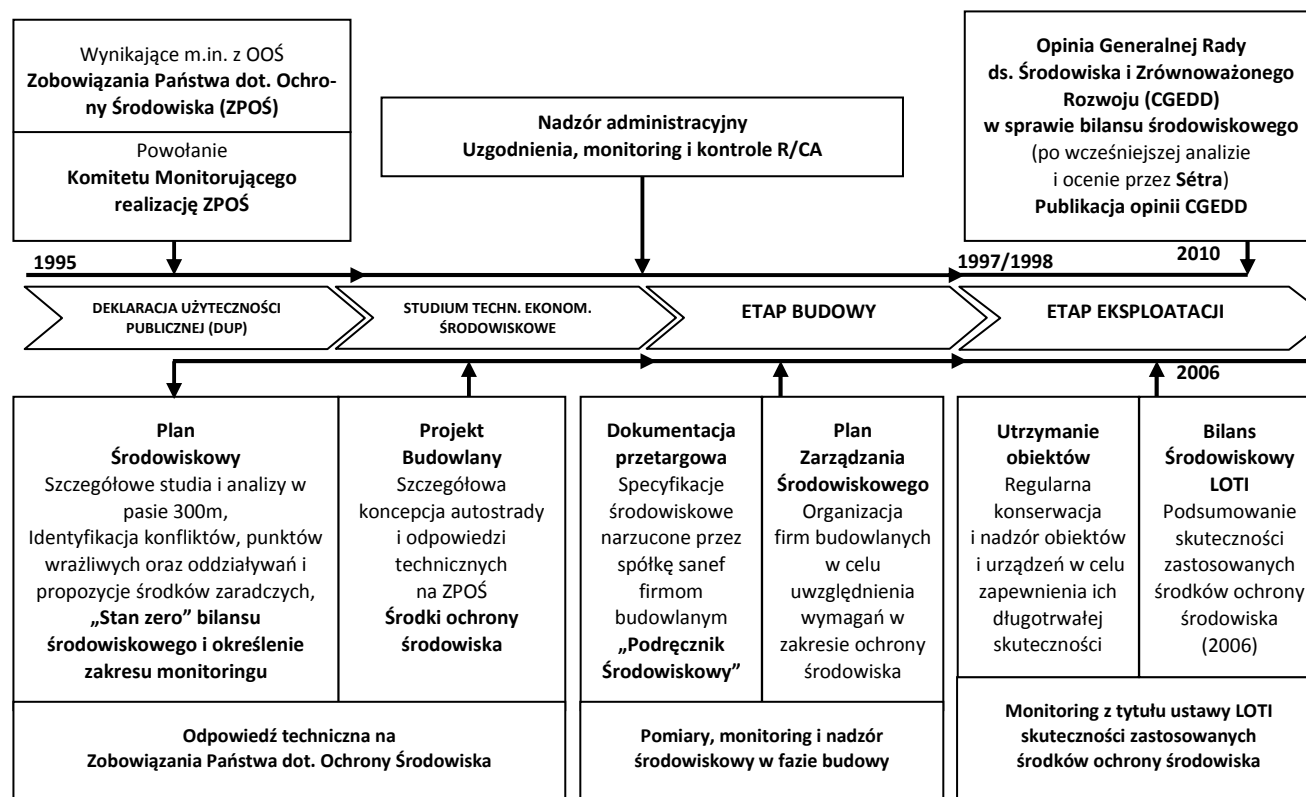 Wynikające m.in. z OOŚ
Zobowiązania Państwa dot. Ochro-
ny Środowiska (ZPOŚ)
Powołanie
Komitetu Monitorującego
realizację ZPOŚ
Nadzór administracyjny
Uzgodnienia, monitoring i kontrole R/CA
Opinia Generalnej Rady
ds. Środowiska i Zrównoważonego
Rozwoju (CGEDD)
w sprawie bilansu środowiskowego
(po wcześniejszej analizie
i ocenie przez Sétra)
Publikacja opinii CGEDD
1995
1997/1998
2010
DEKLARACJA UŻYTECZNOŚCI
PUBLICZNEJ (DUP)
STUDIUM TECHN. EKONOM.
ŚRODOWISKOWE
ETAP BUDOWY
ETAP EKSPLOATACJI
2006
Plan
Środowiskowy
Szczegółowe studia i analizy w
pasie 300m,
Identyfikacja konfliktów, punktów
wrażliwych oraz oddziaływań i
propozycje środków zaradczych,
„Stan zero” bilansu
środowiskowego i określenie
zakresu monitoringu
Projekt
Budowlany
Szczegółowa
koncepcja autostrady
i odpowiedzi
technicznych
na ZPOŚ
Środki ochrony
środowiska
Odpowiedź techniczna na
Zobowiązania Państwa dot. Ochrony Środowiska
Dokumentacja
przetargowa
Specyfikacje
środowiskowe
narzucone przez
spółkę sanef
firmom
budowlanym
„Podręcznik
Środowiskowy”
Plan
Zarządzania
Środowiskowego
Organizacja
firm budowlanych
w celu
uwzględnienia
wymagań w
zakresie ochrony
środowiska
Pomiary, monitoring i nadzór
środowiskowy w fazie budowy
Utrzymanie
obiektów
Regularna
konserwacja
i nadzór obiektów
i urządzeń w celu
zapewnienia ich
długotrwałej
skuteczności
Bilans
Środowiskowy
LOTI
Podsumowanie
skuteczności
zastosowanych
środków ochrony
środowiska
(2006)
Monitoring z tytułu ustawy LOTI
skuteczności zastosowanych
środków ochrony środowiska